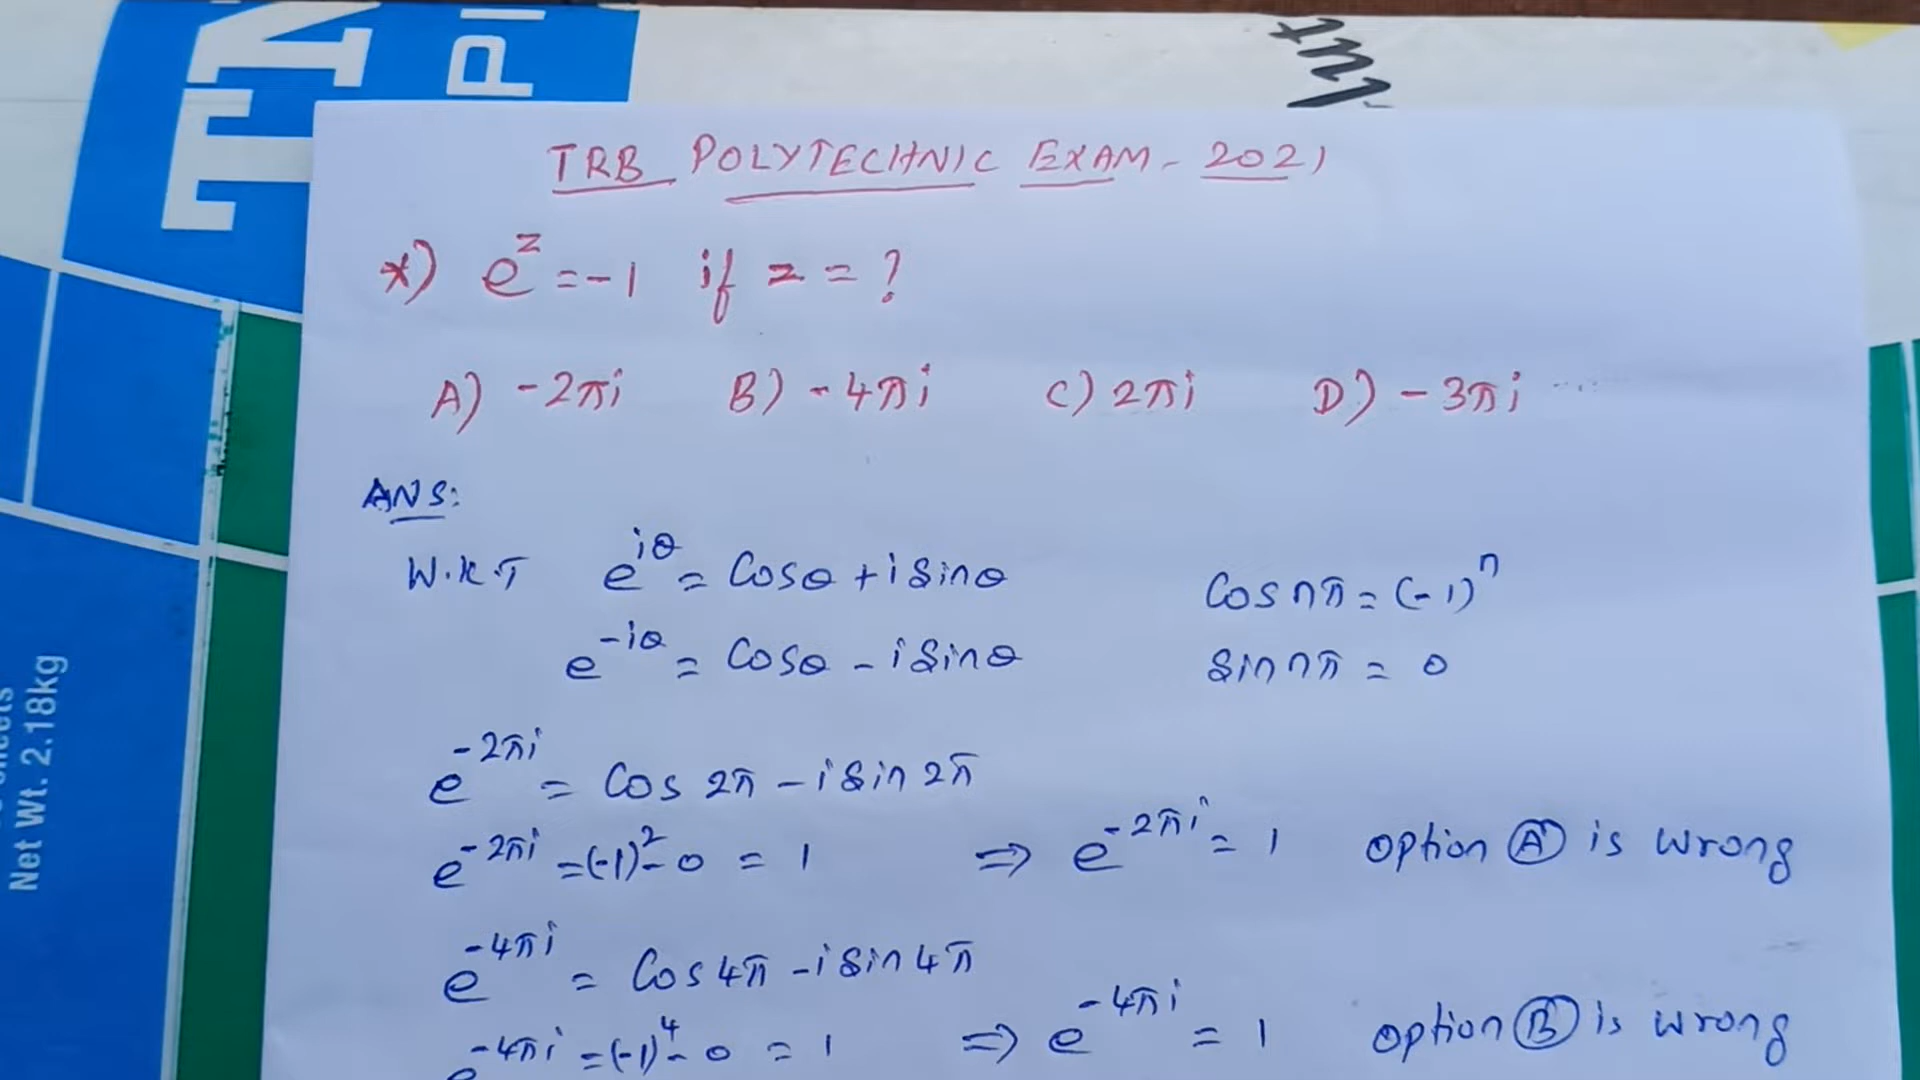 TRB POLYTECHNIC EXAM - 2021
*) e^z = -1 if z = ?
A) -2πi B) -4πi C) 2πi D) -3πi
ANS:
W.K.T e^iθ = Cosθ + i Sinθ Cos nπ = (-1)^n
e^-iθ = Cosθ - i Sinθ Sin nπ = 0
e^-2πi = Cos 2π - i Sin 2π
e^-2πi = (-1)^2 - 0 = 1 ⇒ e^-2πi = 1 option Ⓐ is wrong
e^-4πi = Cos 4π - i Sin 4π
e^-4πi = (-1)^4 - 0 = 1 ⇒ e^-4πi = 1 option Ⓑ is wrong
Net Wt. 2.18kg